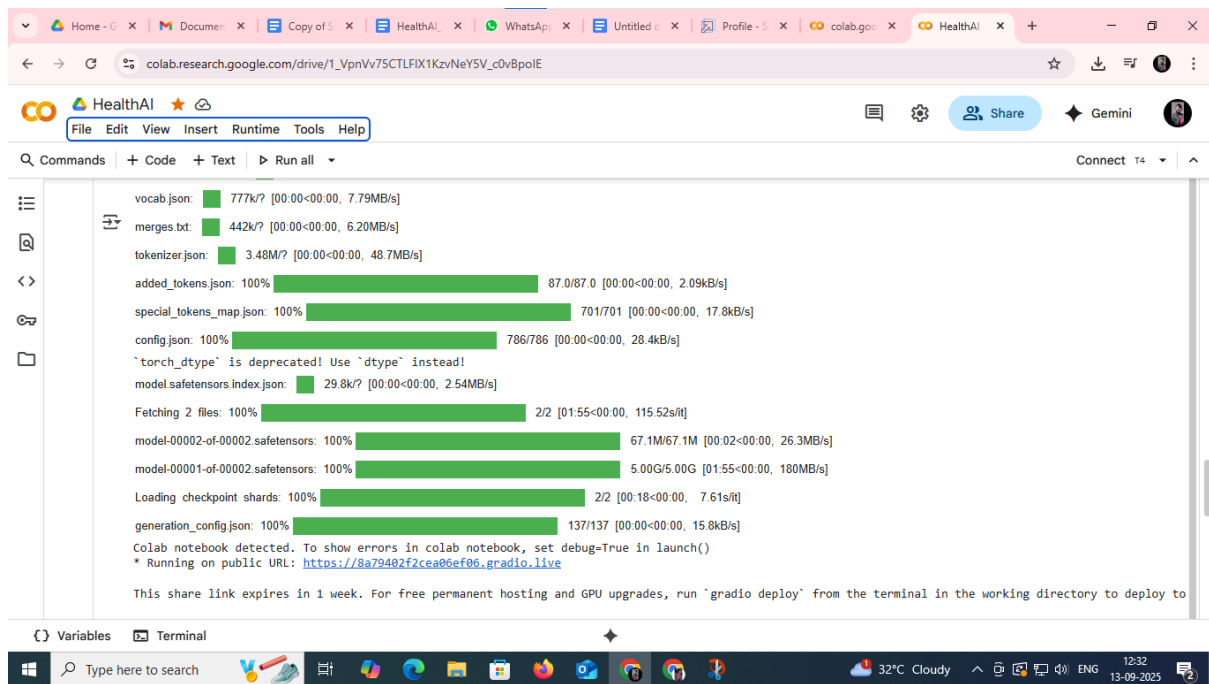 Home - G
Documen
Copy of S
HealthAI_
WhatsAp
Untitled d
Profile - S
colab.goo
HealthAI -
colab.research.google.com/drive/1_VpnVv75CTLFlX1KzvNeY5V_c0vBpoIE
HealthAI
Share
Gemini
File Edit View Insert Runtime Tools Help
Commands + Code + Text Run all
Connect T4
vocab.json: 777k/? [00:00<00:00, 7.79MB/s]
merges.txt: 442k/? [00:00<00:00, 6.20MB/s]
tokenizer.json: 3.48M/? [00:00<00:00, 48.7MB/s]
added_tokens.json: 100% 87.0/87.0 [00:00<00:00, 2.09kB/s]
special_tokens_map.json: 100% 701/701 [00:00<00:00, 17.8kB/s]
config.json: 100% 786/786 [00:00<00:00, 28.4kB/s]
`torch_dtype` is deprecated! Use `dtype` instead!
model.safetensors.index.json: 29.8k/? [00:00<00:00, 2.54MB/s]
Fetching 2 files: 100% 2/2 [01:55<00:00, 115.52s/it]
model-00002-of-00002.safetensors: 100% 67.1M/67.1M [00:02<00:00, 26.3MB/s]
model-00001-of-00002.safetensors: 100% 5.00G/5.00G [01:55<00:00, 180MB/s]
Loading checkpoint shards: 100% 2/2 [00:18<00:00, 7.61s/it]
generation_config.json: 100% 137/137 [00:00<00:00, 15.8kB/s]
Colab notebook detected. To show errors in colab notebook, set debug=True in launch()
* Running on public URL: https://8a79402f2cea06ef06.gradio.live
This share link expires in 1 week. For free permanent hosting and GPU upgrades, run `gradio deploy` from the terminal in the working directory to deploy to
Variables Terminal
Type here to search
32°C Cloudy
ENG
12:32
13-09-2025
2